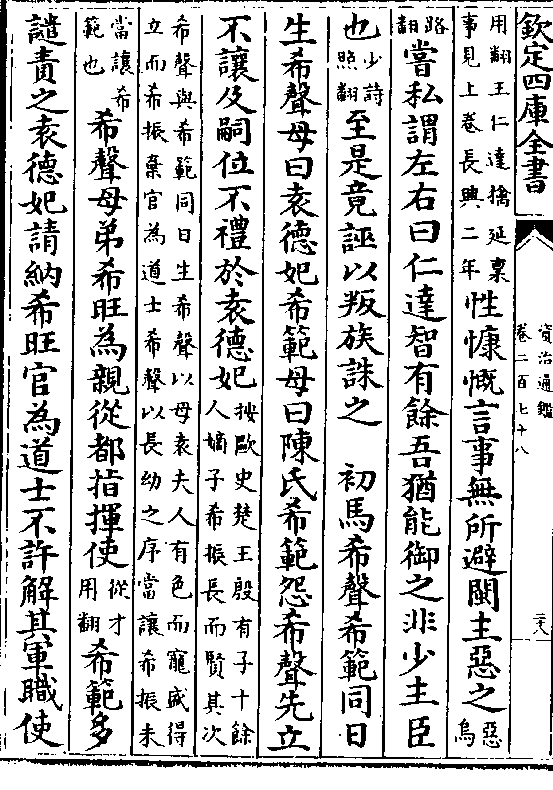 欽定四庫全書
資治通鑑
卷二百七十八
二八
用翻王仁達擒延稟
事見上卷長興二年
性慷慨言事無所避閩主惡之
惡
烏
路
翻
嘗私謂左右曰仁達智有餘吾猶能御之非少主臣
也
少詩
照翻
至是竟誣以叛族誅之 初馬希聲希範同日
生希聲母曰袁德妃希範母曰陳氏希範怨希聲先立
不讓及嗣位不禮於袁德妃
按歐史楚王殷有子十餘
人嫡子希振長而賢其次
希聲與希範同日生希聲以母袁夫人有色而寵盛得
立而希振棄官為道士希聲以長幼之序當讓希振未
當讓希
範也
希聲母弟希旺為親從都指揮使
從才
用翻
希範多
譴責之袁德妃請納希旺官為道士不許解其軍職使